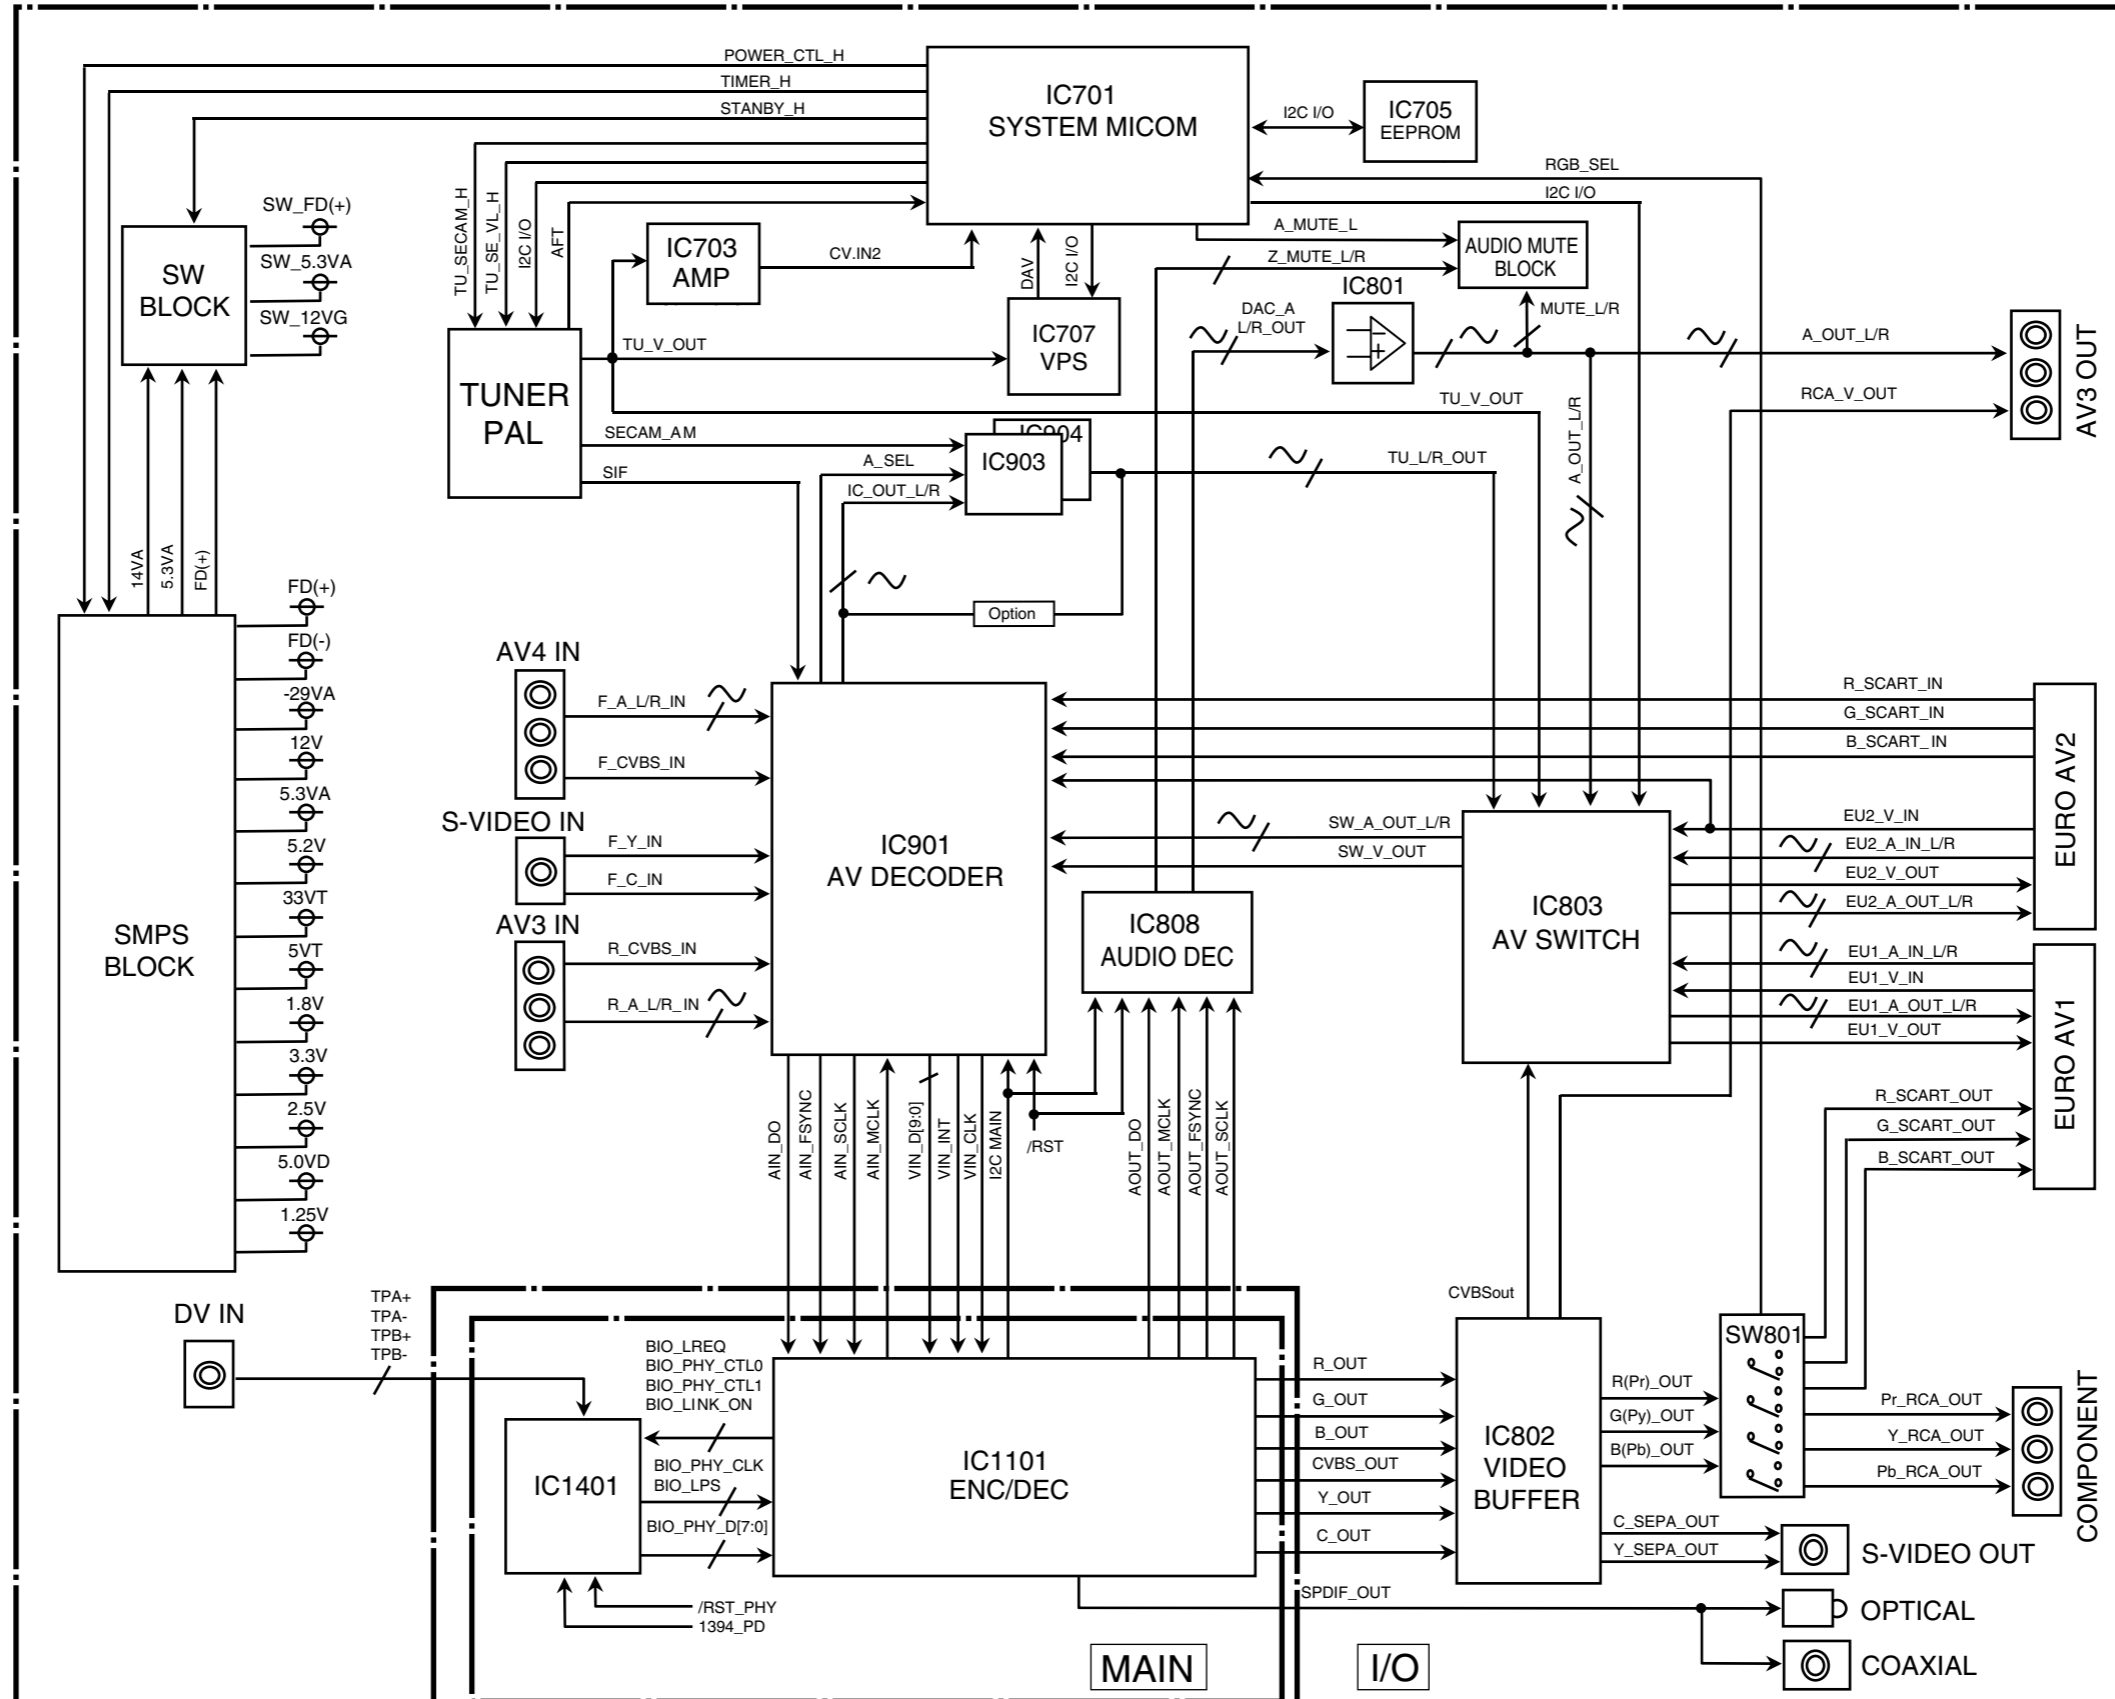 POWER_CTL_H
TIMER_H
STANBY_H
IC701
SYSTEM MICOM
I2C I/O
IC705
EEPROM
RGB_SEL
I2C I/O
TU_SECAM_H
TU_SE_VL_H
I2C I/O
AFT
SW_FD(+)
SW_5.3VA
SW_12VG
SW
BLOCK
IC703
AMP
CV.IN2
DAV
I2C I/O
A_MUTE_L
Z_MUTE_L/R
AUDIO MUTE
BLOCK
IC801
DAC_A
L/R_OUT
MUTE_L/R
A_OUT_L/R
RCA_V_OUT
AV3 OUT
TU_V_OUT
IC707
VPS
TUNER
PAL
TU_V_OUT
A_OUT_L/R
SECAM_AM
SIF
A_SEL
IC_OUT_L/R
IC904
IC903
TU_L/R_OUT
Option
14VA
5.3VA
FD(+)
FD(+)
FD(-)
-29VA
12V
5.3VA
5.2V
33VT
5VT
1.8V
3.3V
2.5V
5.0VD
1.25V
SMPS
BLOCK
AV4 IN
F_A_L/R_IN
F_CVBS_IN
S-VIDEO IN
F_Y_IN
F_C_IN
AV3 IN
R_CVBS_IN
R_A_L/R_IN
IC901
AV DECODER
R_SCART_IN
G_SCART_IN
B_SCART_IN
SW_A_OUT_L/R
SW_V_OUT
IC808
AUDIO DEC
IC803
AV SWITCH
EU2_V_IN
EU2_A_IN_L/R
EU2_V_OUT
EU2_A_OUT_L/R
EURO AV2
EU1_A_IN_L/R
EU1_V_IN
EU1_A_OUT_L/R
EU1_V_OUT
R_SCART_OUT
G_SCART_OUT
B_SCART_OUT
EURO AV1
AIN_DO
AIN_FSYNC
AIN_SCLK
AIN_MCLK
VIN_D[9:0]
VIN_INT
VIN_CLK
I2C MAIN
/RST
AOUT_DO
AOUT_MCLK
AOUT_FSYNC
AOUT_SCLK
DV IN
TPA+
TPA-
TPB+
TPB-
BIO_LREQ
BIO_PHY_CTL0
BIO_PHY_CTL1
BIO_LINK_ON
IC1401
BIO_PHY_CLK
BIO_LPS
BIO_PHY_D[7:0]
/RST_PHY
1394_PD
IC1101
ENC/DEC
R_OUT
G_OUT
B_OUT
CVBS_OUT
Y_OUT
C_OUT
SPDIF_OUT
CVBSout
IC802
VIDEO
BUFFER
R(Pr)_OUT
G(Py)_OUT
B(Pb)_OUT
SW801
Pr_RCA_OUT
Y_RCA_OUT
Pb_RCA_OUT
COMPONENT
C_SEPA_OUT
Y_SEPA_OUT
S-VIDEO OUT
OPTICAL
COAXIAL
MAIN
I/O